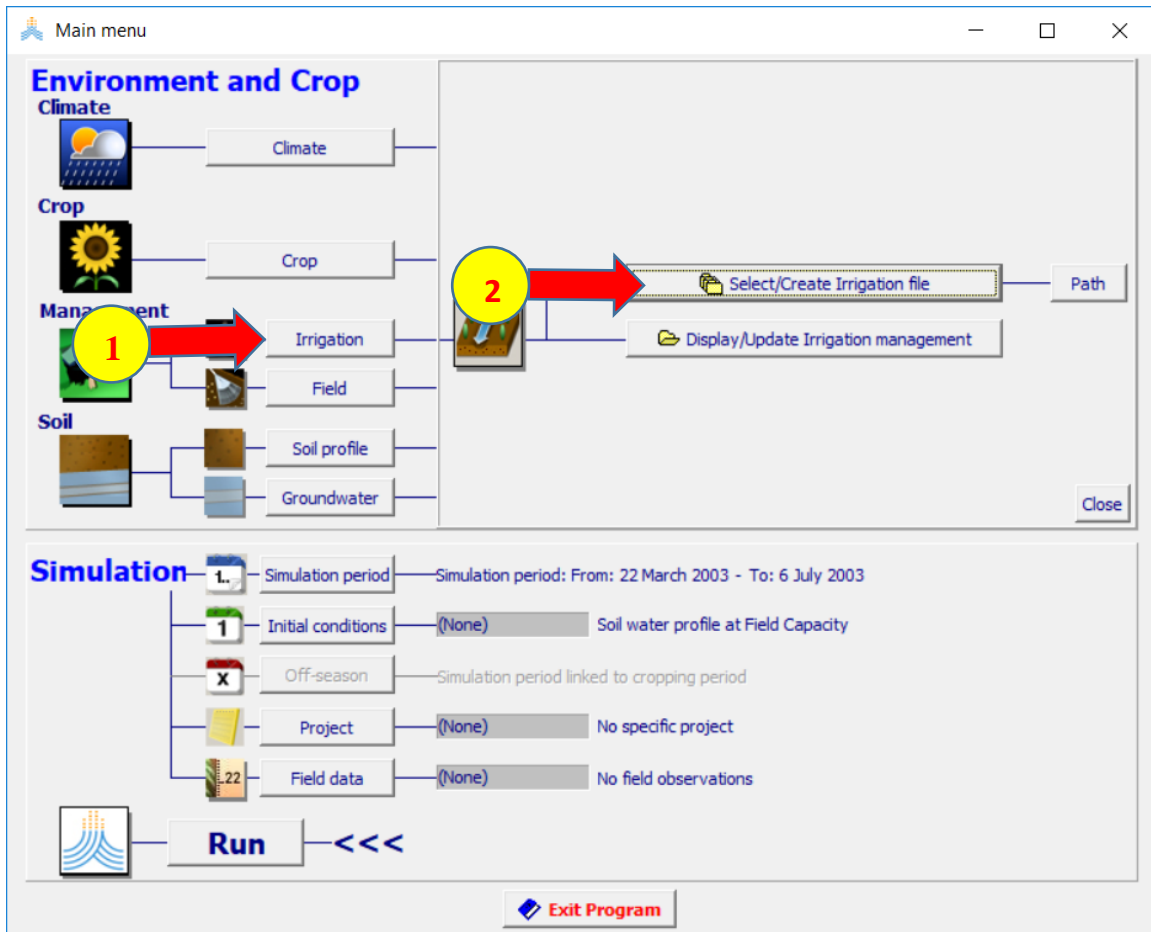 Main menu
Environment and Crop
Climate
Climate
Crop
Crop
2
Select/Create Irrigation file
Path
1
Irrigation
Display/Update Irrigation management
Field
Soil
Soil profile
Groundwater
Close
Simulation
1..
Simulation period
Simulation period: From: 22 March 2003 - To: 6 July 2003
1
Initial conditions
(None)
Soil water profile at Field Capacity
X
Off-season
Simulation period linked to cropping period
Project
(None)
No specific project
..22
Field data
(None)
No field observations
Run
<<<
Exit Program